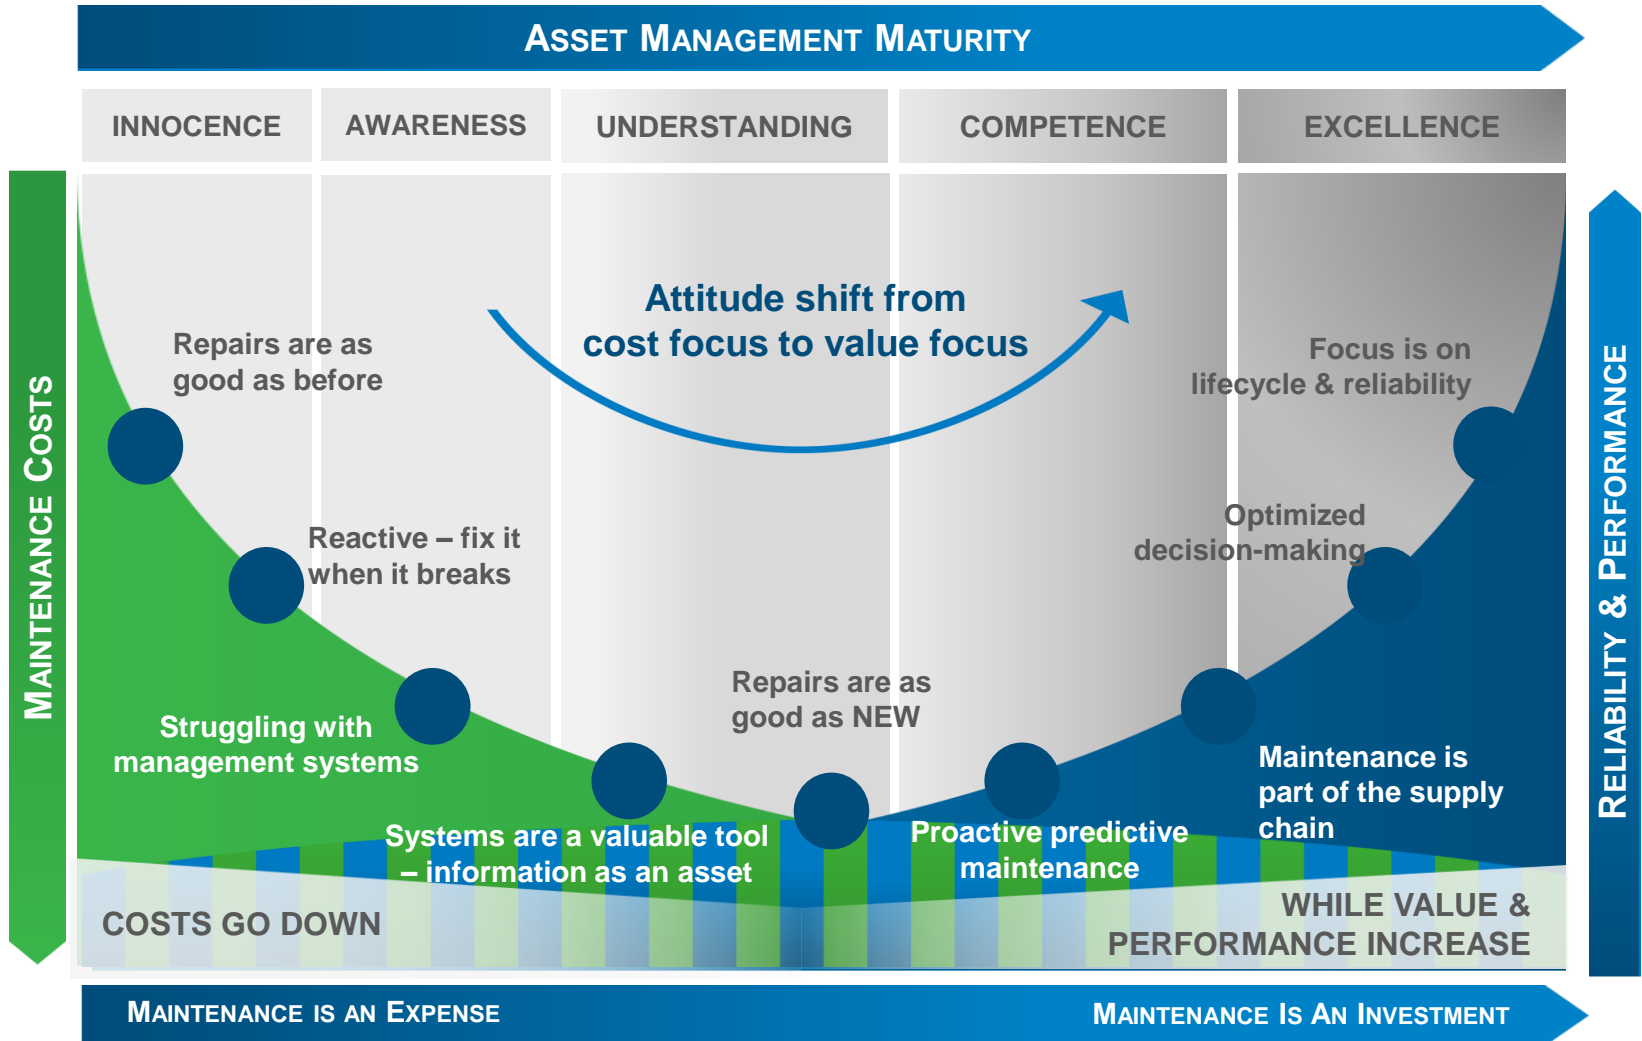 ASSET MANAGEMENT MATURITY
INNOCENCE
AWARENESS
UNDERSTANDING
COMPETENCE
EXCELLENCE
MAINTENANCE COSTS
RELIABILITY & PERFORMANCE
Attitude shift from
cost focus to value focus
Repairs are as
good as before
Focus is on
lifecycle & reliability
Reactive – fix it
when it breaks
Optimized
decision-making
Struggling with
management systems
Repairs are as
good as NEW
Maintenance is
part of the supply
chain
Systems are a valuable tool
– information as an asset
Proactive predictive
maintenance
COSTS GO DOWN
WHILE VALUE &
PERFORMANCE INCREASE
MAINTENANCE IS AN EXPENSE
MAINTENANCE IS AN INVESTMENT